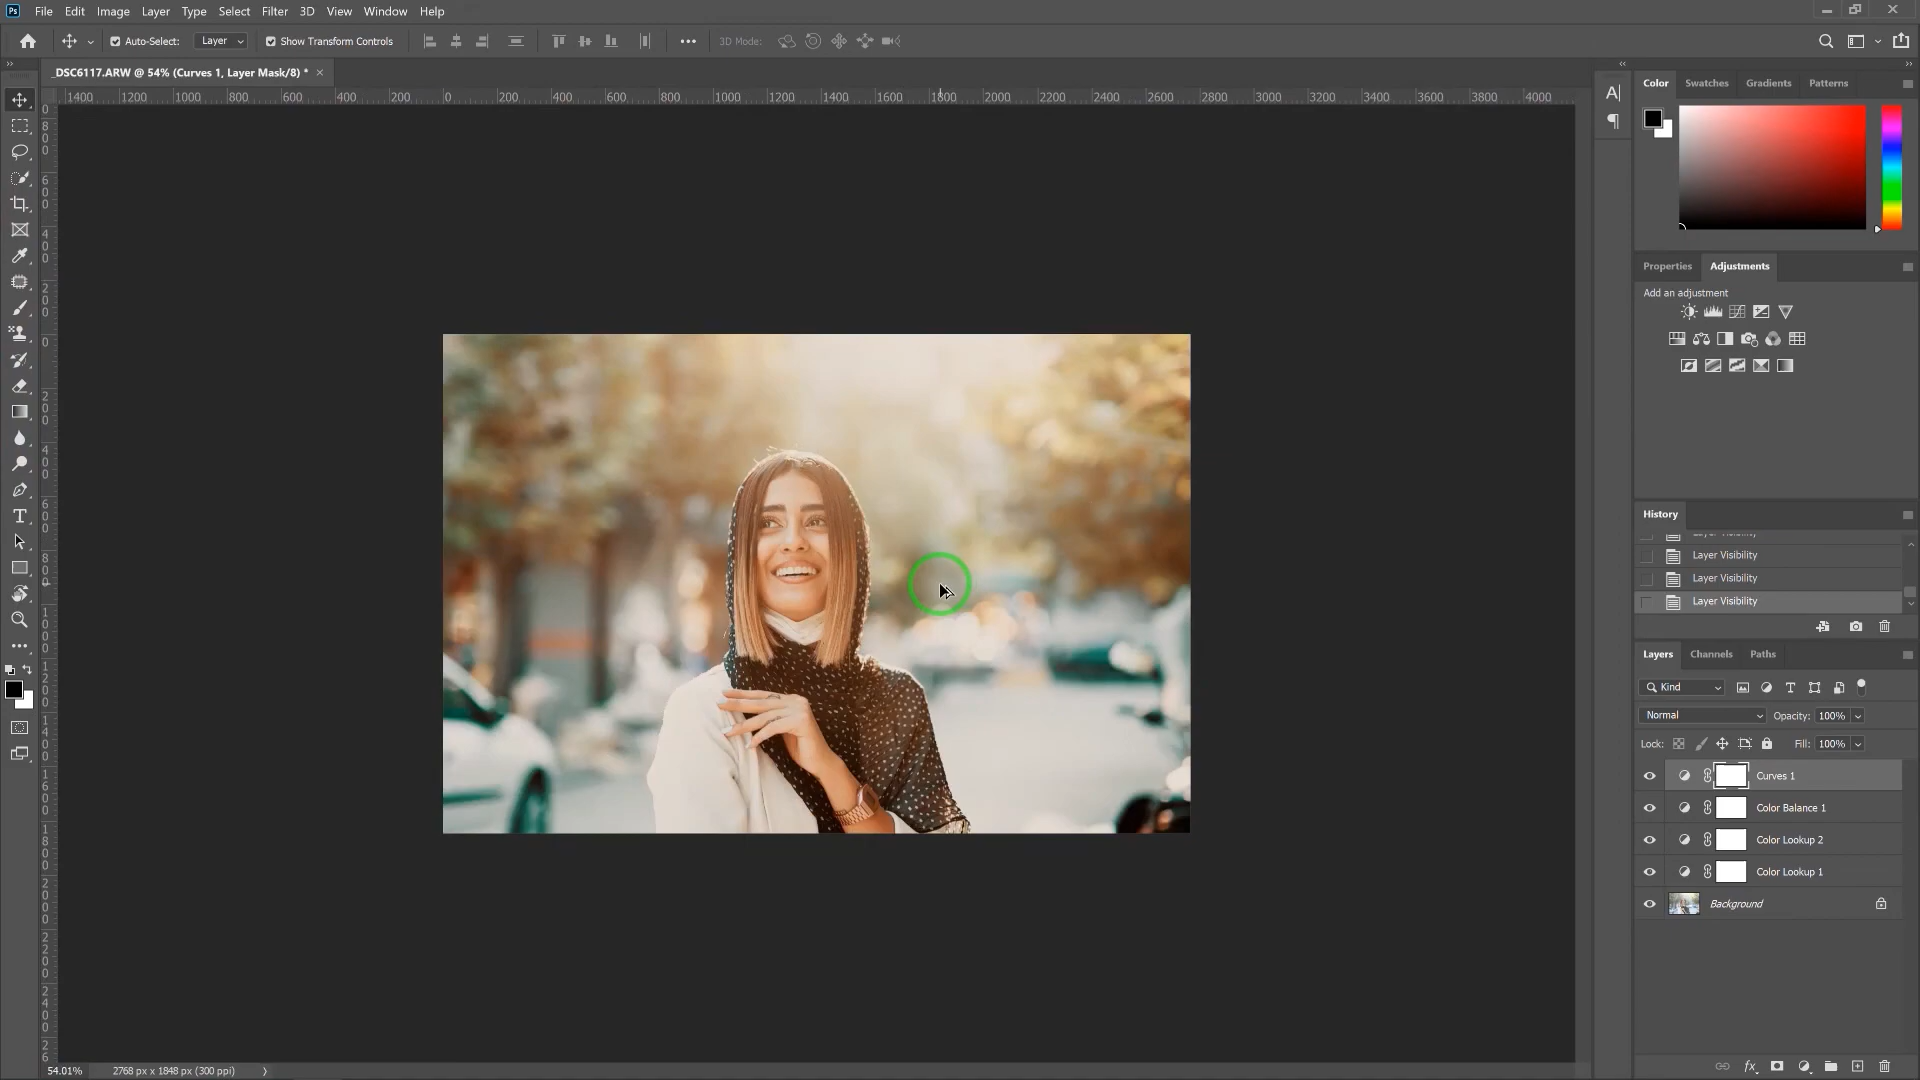 Ps File Edit Image Layer Type Select Filter 3D View Window Help
Auto-Select: Layer Show Transform Controls ••• 3D Mode:
_DSC6117.ARW @ 54% (Curves 1, Layer Mask/8) * ×
1400 1200 1000 800 600 400 200 0 200 400 600 800 1000 1200 1400 1600 1800 2000 2200 2400 2600 2800 3000 3200 3400 3600 3800 4000
Color Swatches Gradients Patterns
Properties Adjustments
Add an adjustment
History
Layer Visibility
Layer Visibility
Layer Visibility
Layer Visibility
Layers Channels Paths
Kind
Normal Opacity: 100%
Lock: Fill: 100%
Curves 1
Color Balance 1
Color Lookup 2
Color Lookup 1
Background
fx
54.01% 2768 px x 1848 px (300 ppi)